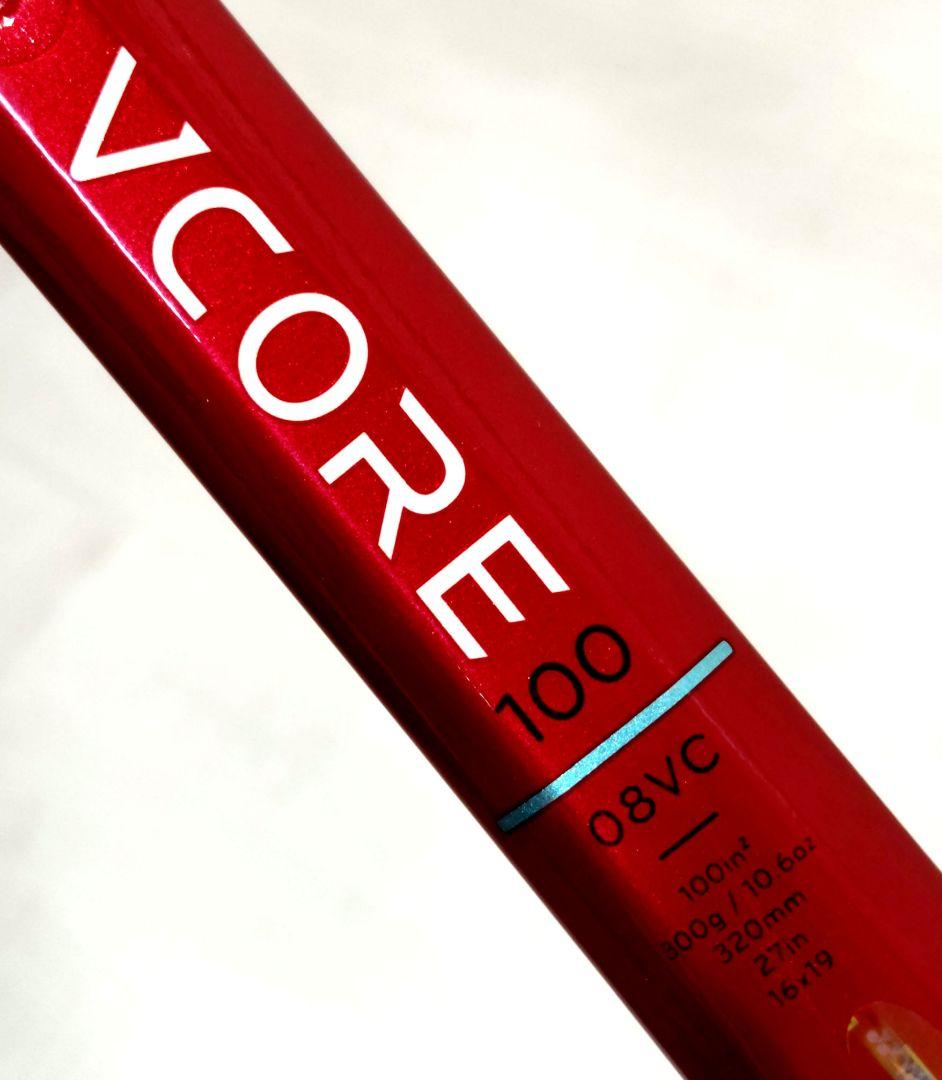 VCORE
100
08VC
100in²
300g / 10.6oz
320mm
27in
16x19